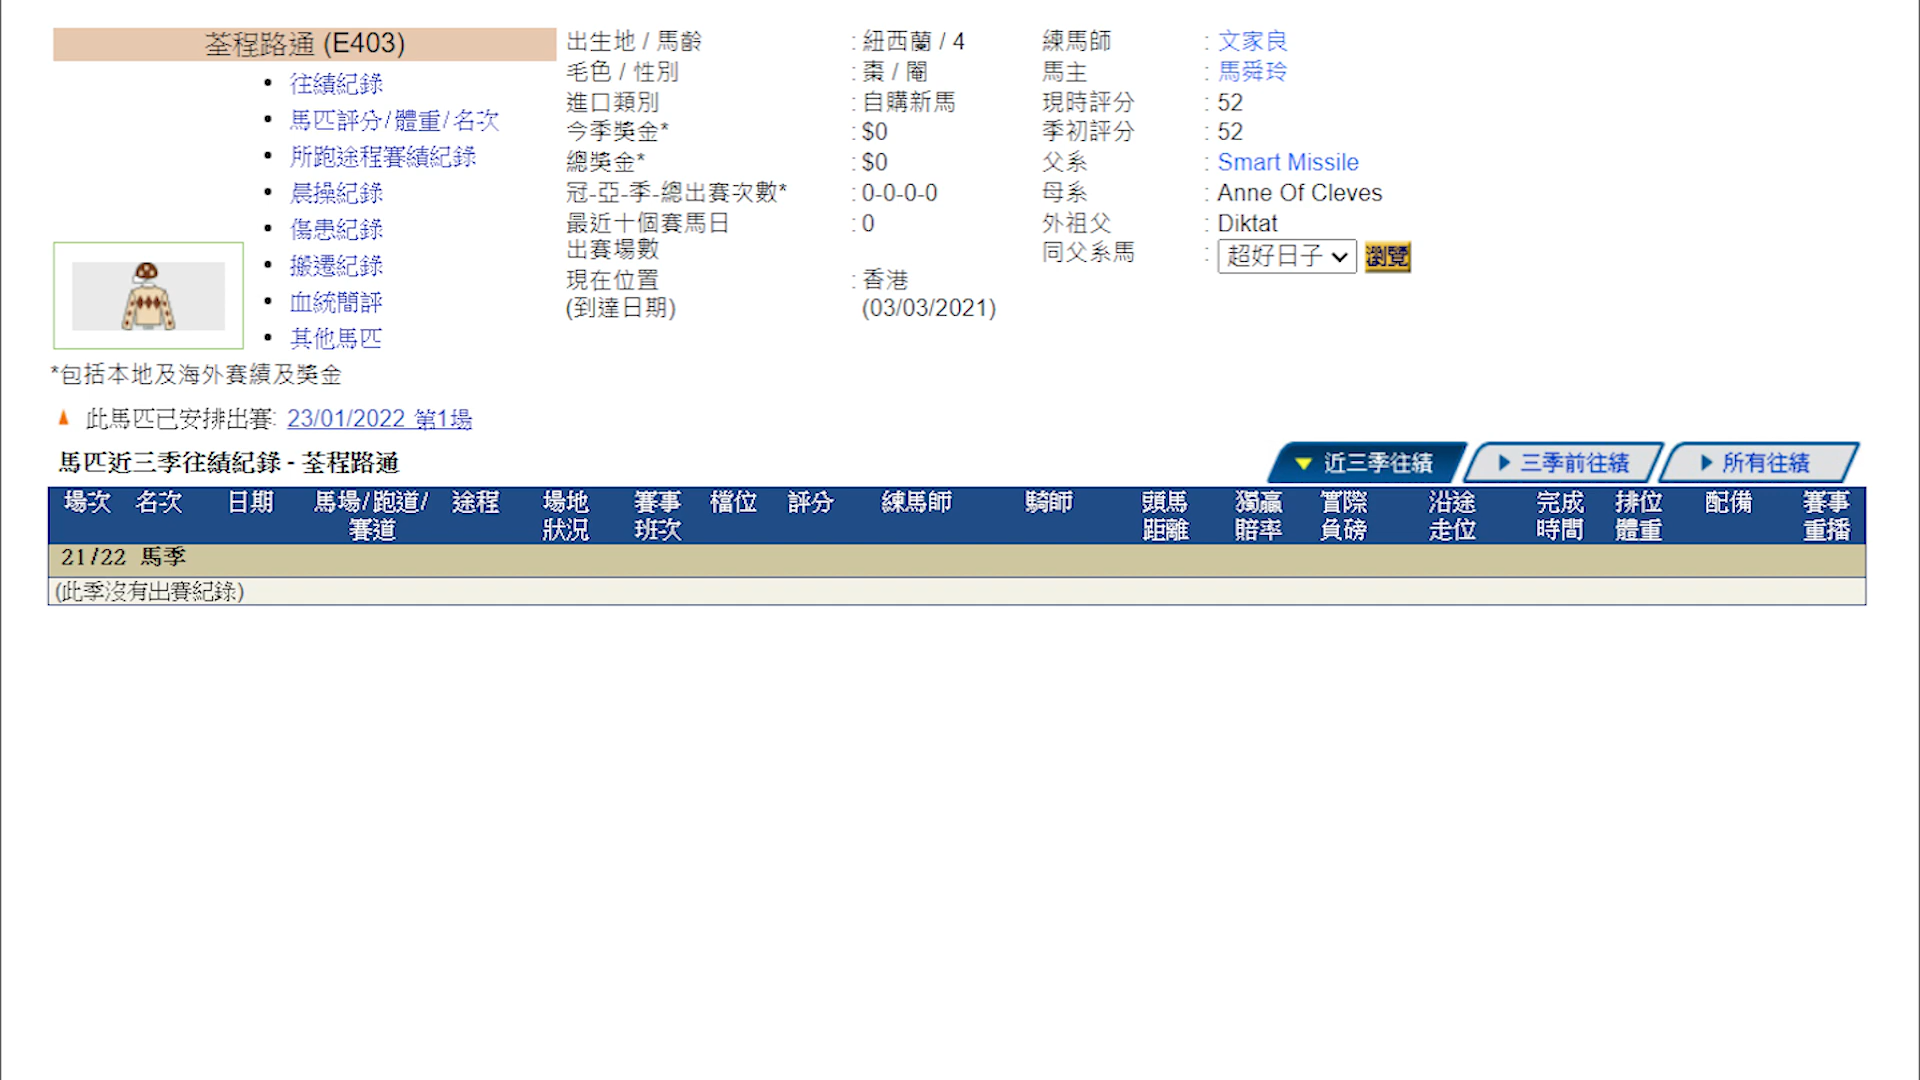 荃程路通 (E403)
往績紀錄
馬匹評分/體重/名次
所跑途程賽績紀錄
晨操紀錄
傷患紀錄
搬遷紀錄
血統簡評
其他馬匹
出生地 / 馬齡 : 紐西蘭 / 4
毛色 / 性別 : 棗 / 閹
進口類別 : 自購新馬
今季獎金* : $0
總獎金* : $0
冠-亞-季-總出賽次數* : 0-0-0-0
最近十個賽馬日 : 0
出賽場數
現在位置 : 香港
(到達日期) (03/03/2021)
練馬師 : 文家良
馬主 : 馬舜玲
現時評分 : 52
季初評分 : 52
父系 : Smart Missile
母系 : Anne Of Cleves
外祖父 : Diktat
同父系馬 : 超好日子 瀏覽
*包括本地及海外賽績及獎金
此馬匹已安排出賽: 23/01/2022 第1場
馬匹近三季往績紀錄 - 荃程路通
近三季往績 三季前往績 所有往績
場次 名次 日期 馬場/跑道/ 途程 場地 賽事 檔位 評分 練馬師 騎師 頭馬 獨贏 實際 沿途 完成 排位 配備 賽事
賽道 狀況 班次 距離 賠率 負磅 走位 時間 體重 重播
21/22 馬季
(此季沒有出賽紀錄)